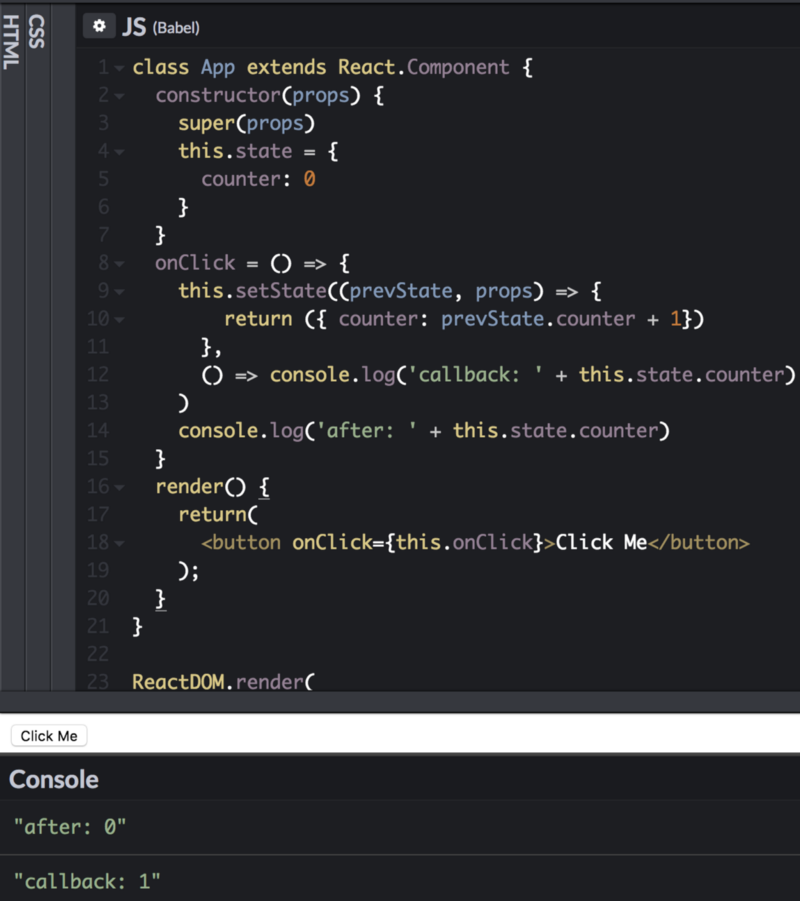 HTML
CSS
JS (Babel)
1 class App extends React.Component {
2 constructor(props) {
3 super(props)
4 this.state = {
5 counter: 0
6 }
7 }
8 onClick = () => {
9 this.setState((prevState, props) => {
10 return ({ counter: prevState.counter + 1})
11 },
12 () => console.log('callback: ' + this.state.counter)
13 )
14 console.log('after: ' + this.state.counter)
15 }
16 render() {
17 return(
18 <button onClick={this.onClick}>Click Me</button>
19 );
20 }
21 }
22
23 ReactDOM.render(
Click Me
Console
"after: 0"
"callback: 1"